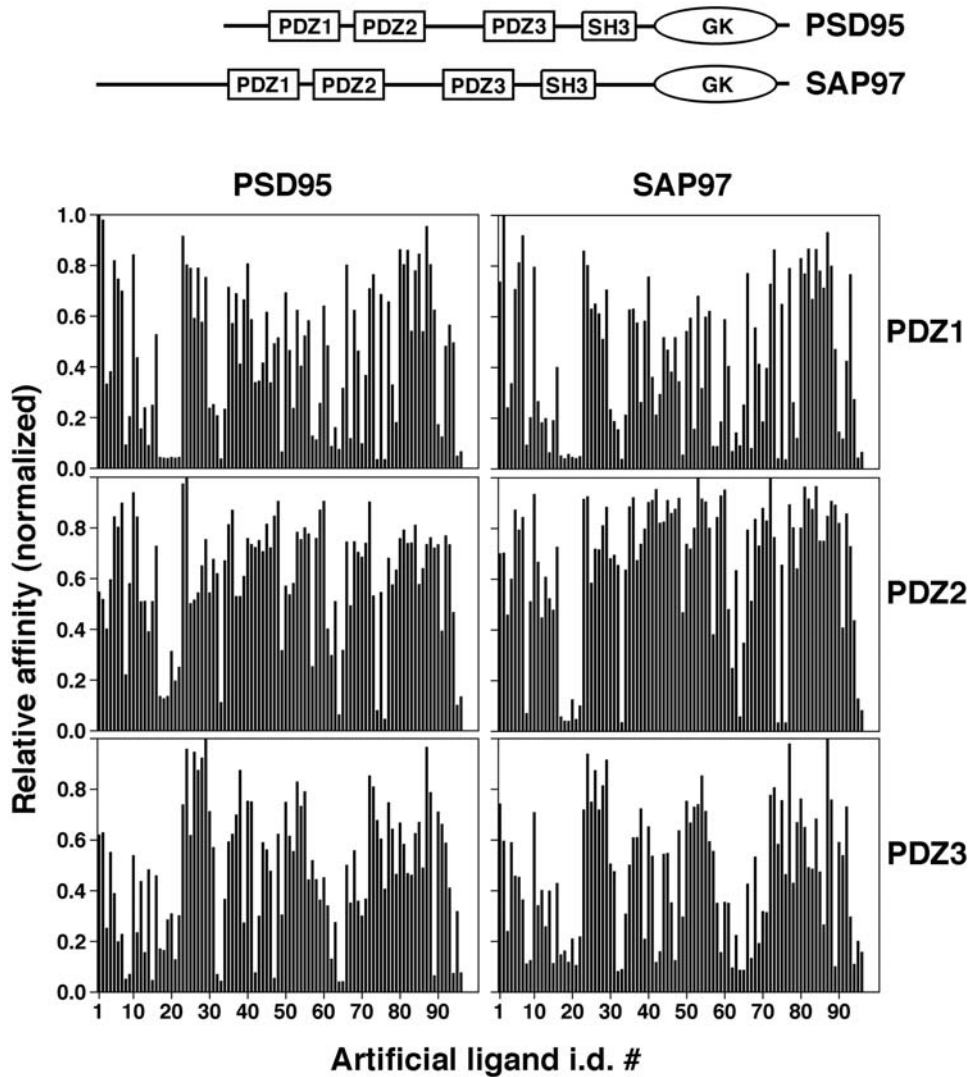 PDZ1 PDZ2 PDZ3 SH3 GK PSD95
PDZ1 PDZ2 PDZ3 SH3 GK SAP97
PSD95 SAP97
Relative affinity (normalized)
1.0
0.8
0.6
0.4
0.2
0.0
PDZ1
0.8
0.6
0.4
0.2
0.0
PDZ2
0.8
0.6
0.4
0.2
0.0
PDZ3
1 10 20 30 40 50 60 70 80 90 1 10 20 30 40 50 60 70 80 90
Artificial ligand i.d. #